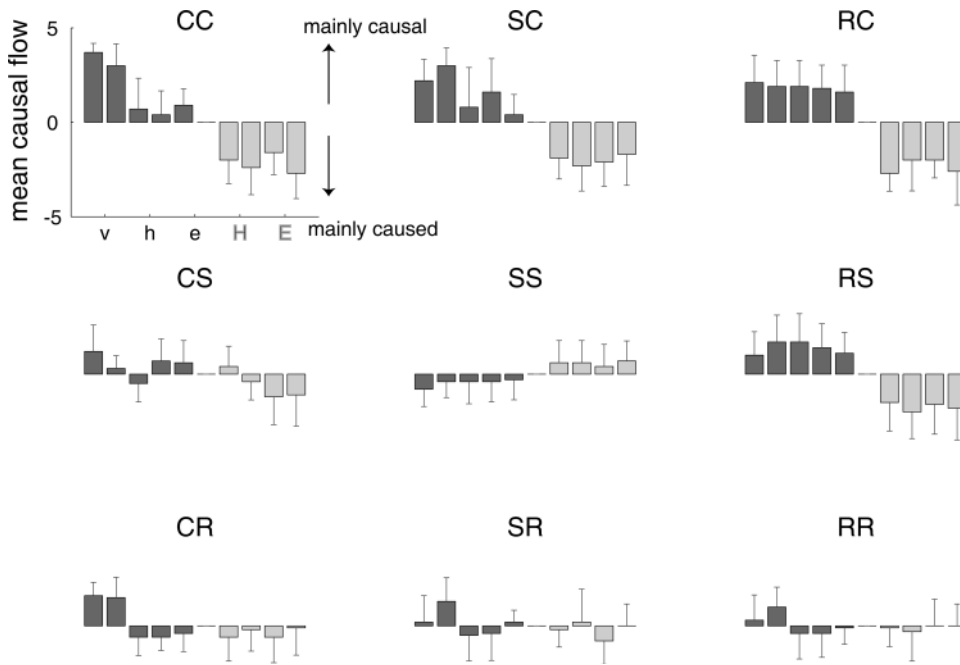 CC
SC
RC
mean causal flow
5
0
-5
mainly causal
mainly caused
v h e H E
CS
SS
RS
CR
SR
RR